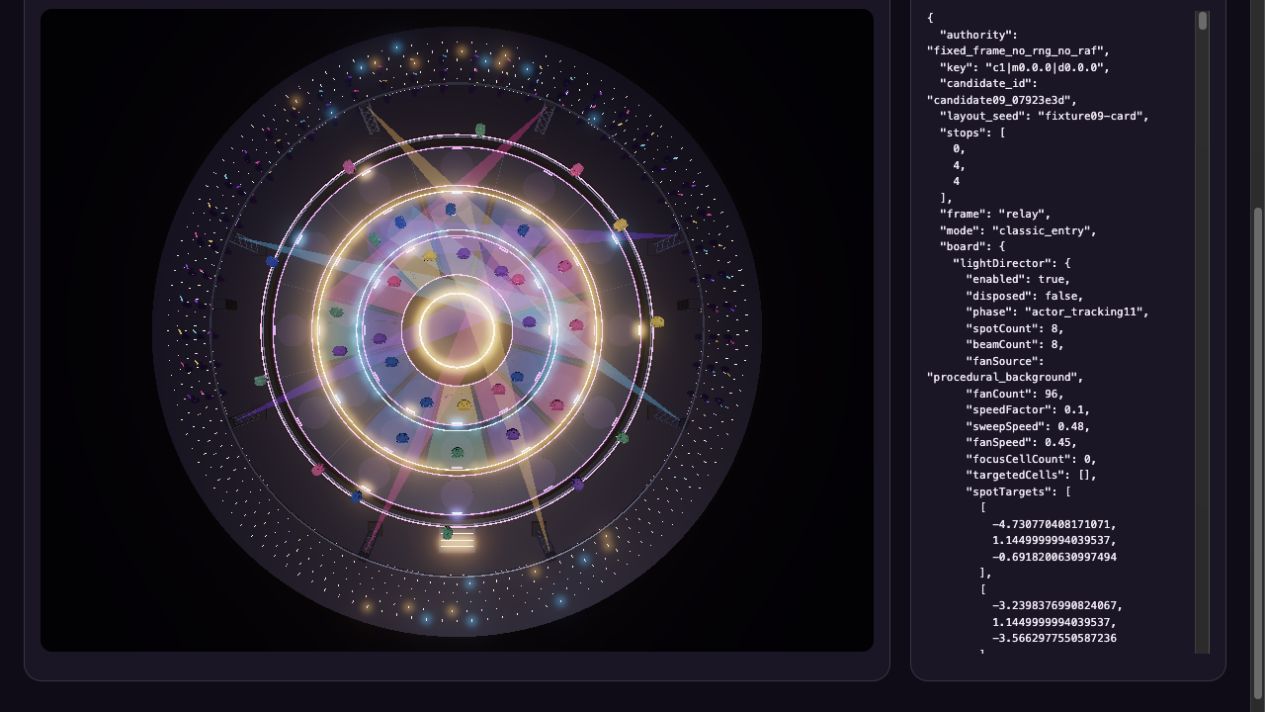 {
"authority":
"fixed_frame_no_rng_no_raf",
"key": "c1|m0.0.0|d0.0.0",
"candidate_id":
"candidate09_07923e3d",
"layout_seed": "fixture09-card",
"stops": [
0,
4,
4
],
"frame": "relay",
"mode": "classic_entry",
"board": {
"lightDirector": {
"enabled": true,
"disposed": false,
"phase": "actor_tracking11",
"spotCount": 8,
"beamCount": 8,
"fanSource":
"procedural_background",
"fanCount": 96,
"speedFactor": 0.1,
"sweepSpeed": 0.48,
"fanSpeed": 0.45,
"focusCellCount": 0,
"targetedCells": [],
"spotTargets": [
[
-4.730770408171071,
1.1449999994039537,
-0.6918200630997494
],
[
-3.2398376990824067,
1.1449999994039537,
-3.5662977550587236
]